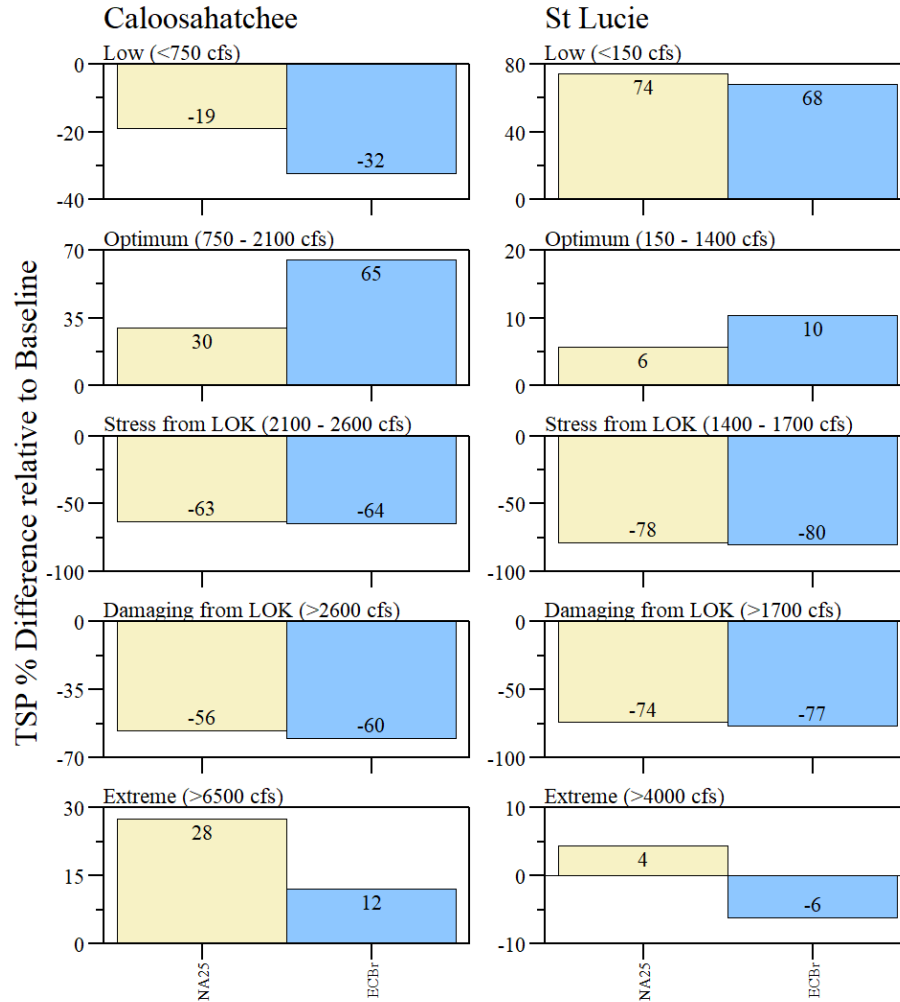 Caloosahatchee
St Lucie
TSP % Difference relative to Baseline
Low (<750 cfs)
0
-20
-40
-19
-32
Low (<150 cfs)
80
40
0
74
68
Optimum (750 - 2100 cfs)
70
35
0
30
65
Optimum (150 - 1400 cfs)
20
10
0
6
10
Stress from LOK (2100 - 2600 cfs)
0
-50
-100
-63
-64
Stress from LOK (1400 - 1700 cfs)
0
-50
-100
-78
-80
Damaging from LOK (>2600 cfs)
0
-35
-70
-56
-60
Damaging from LOK (>1700 cfs)
0
-50
-100
-74
-77
Extreme (>6500 cfs)
30
15
0
28
12
NA25
ECBr
Extreme (>4000 cfs)
10
0
-10
4
-6
NA25
ECBr